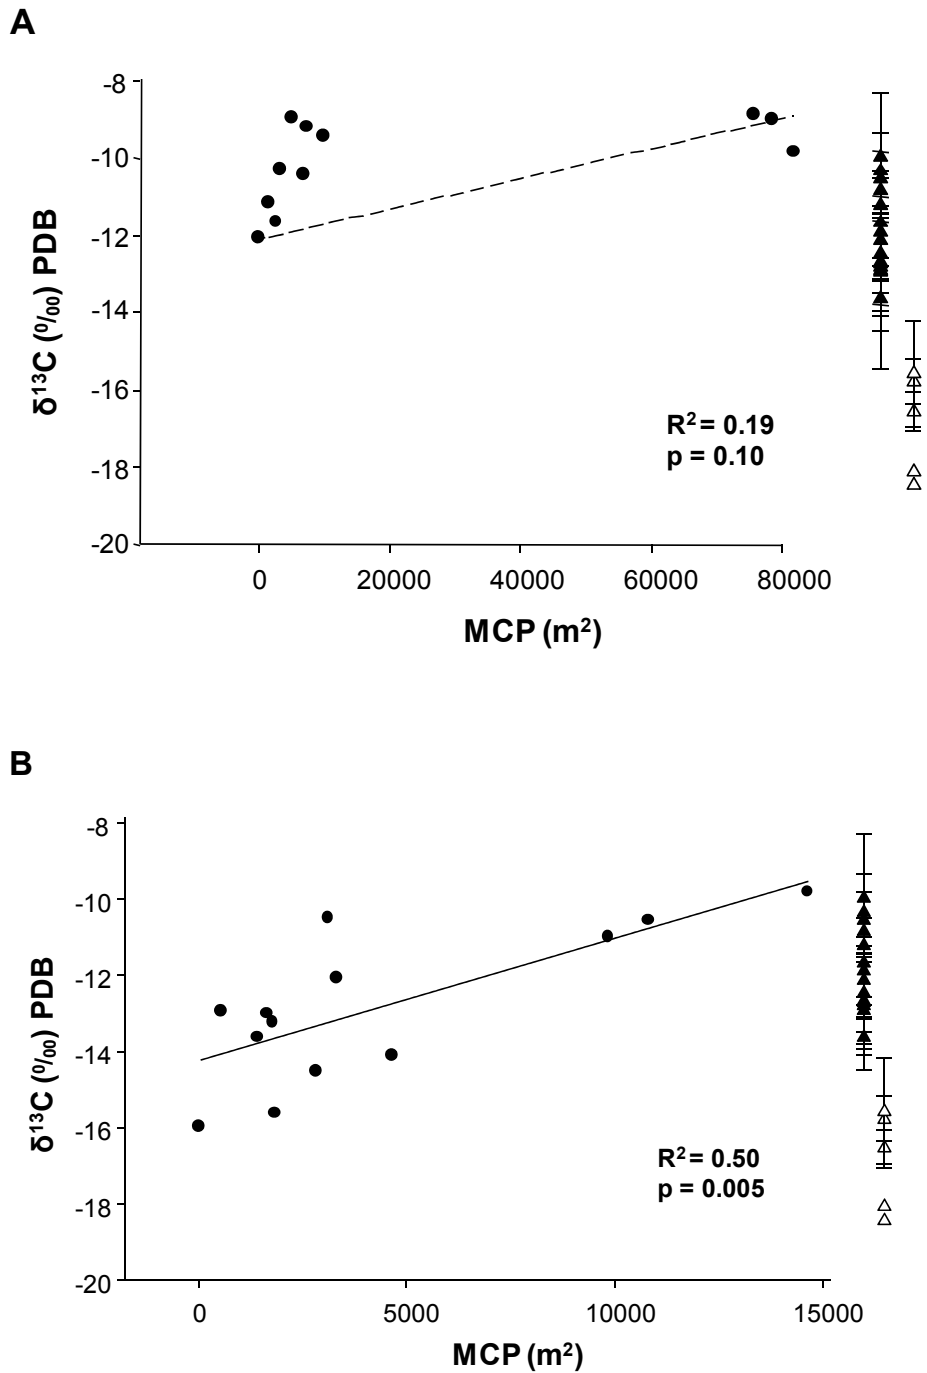 A
-8
-10
-12
-14
-16
-18
-20
δ¹³C (⁰/₀₀) PDB
R² = 0.19
p = 0.10
0 20000 40000 60000 80000
MCP (m²)
B
-8
-10
-12
-14
-16
-18
-20
δ¹³C (⁰/₀₀) PDB
R² = 0.50
p = 0.005
0 5000 10000 15000
MCP (m²)